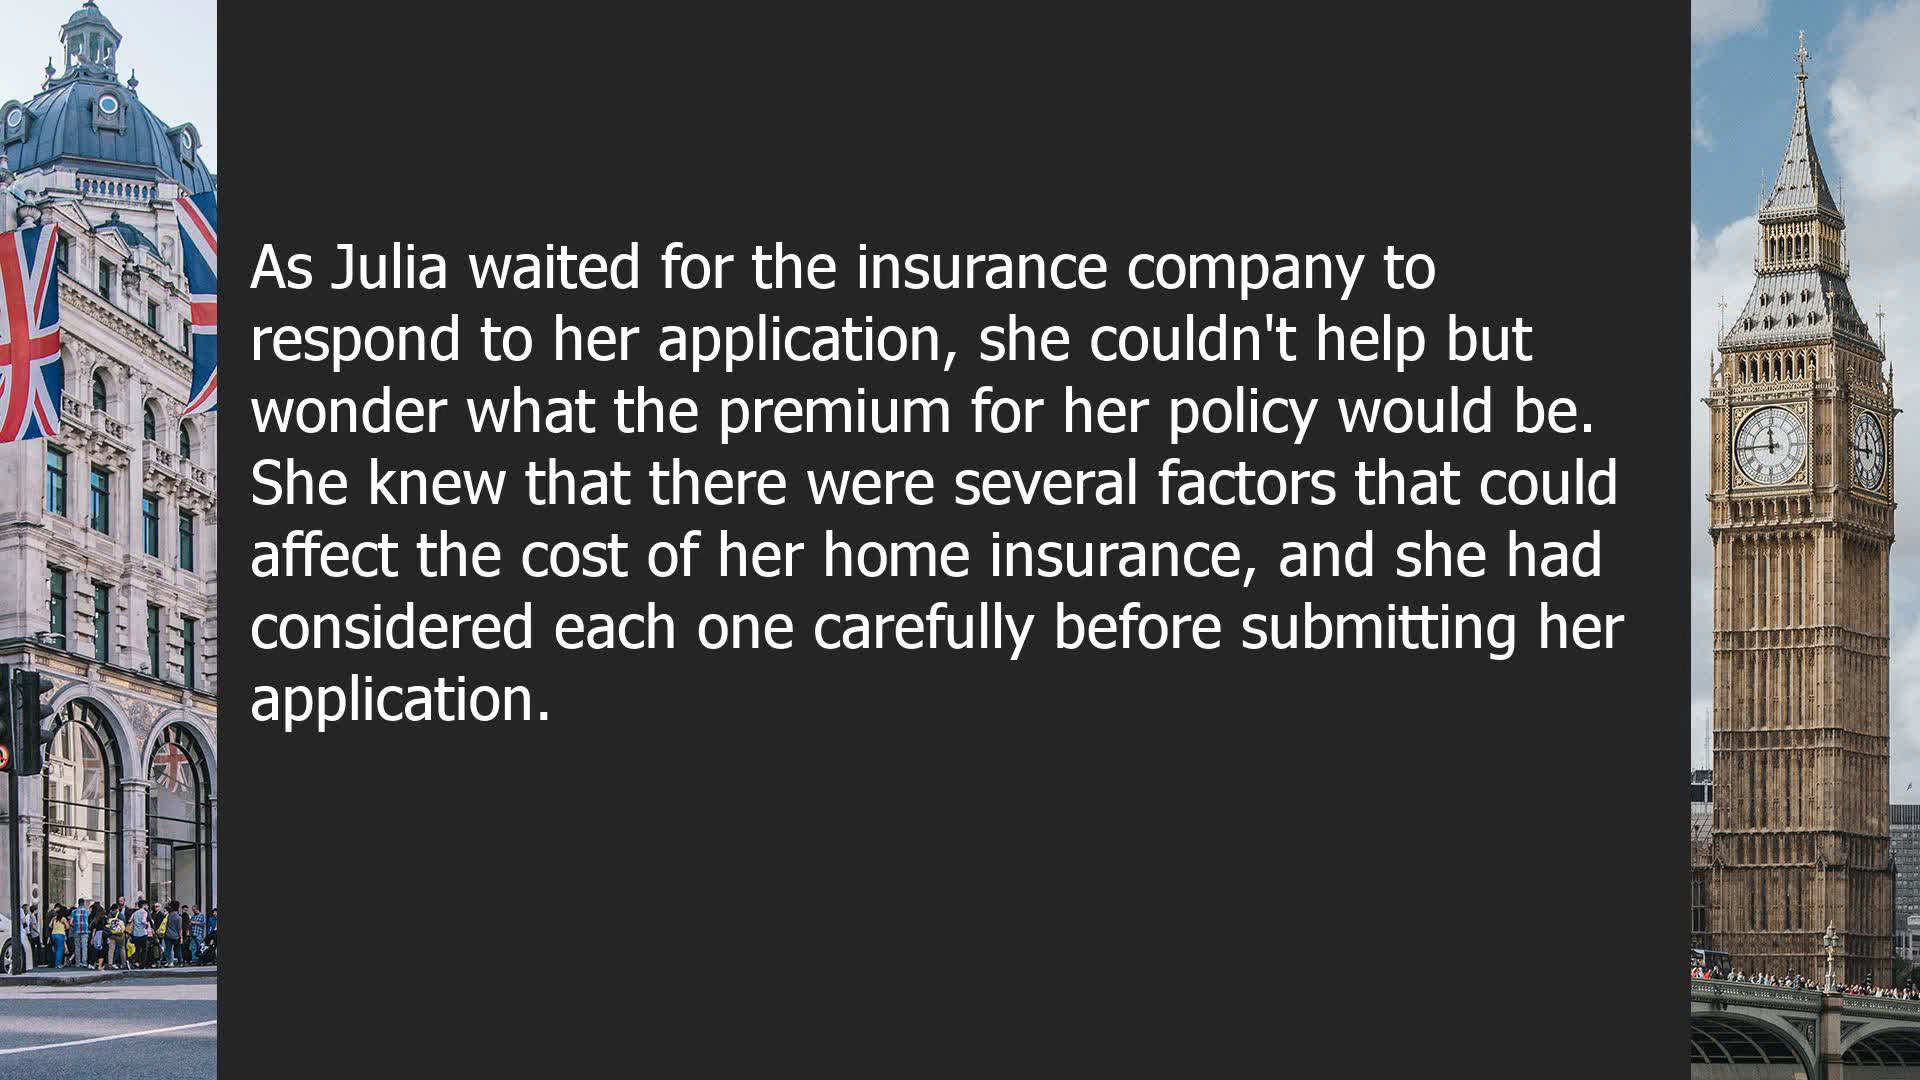 As Julia waited for the insurance company to
respond to her application, she couldn't help but
wonder what the premium for her policy would be.
She knew that there were several factors that could
affect the cost of her home insurance, and she had
considered each one carefully before submitting her
application.